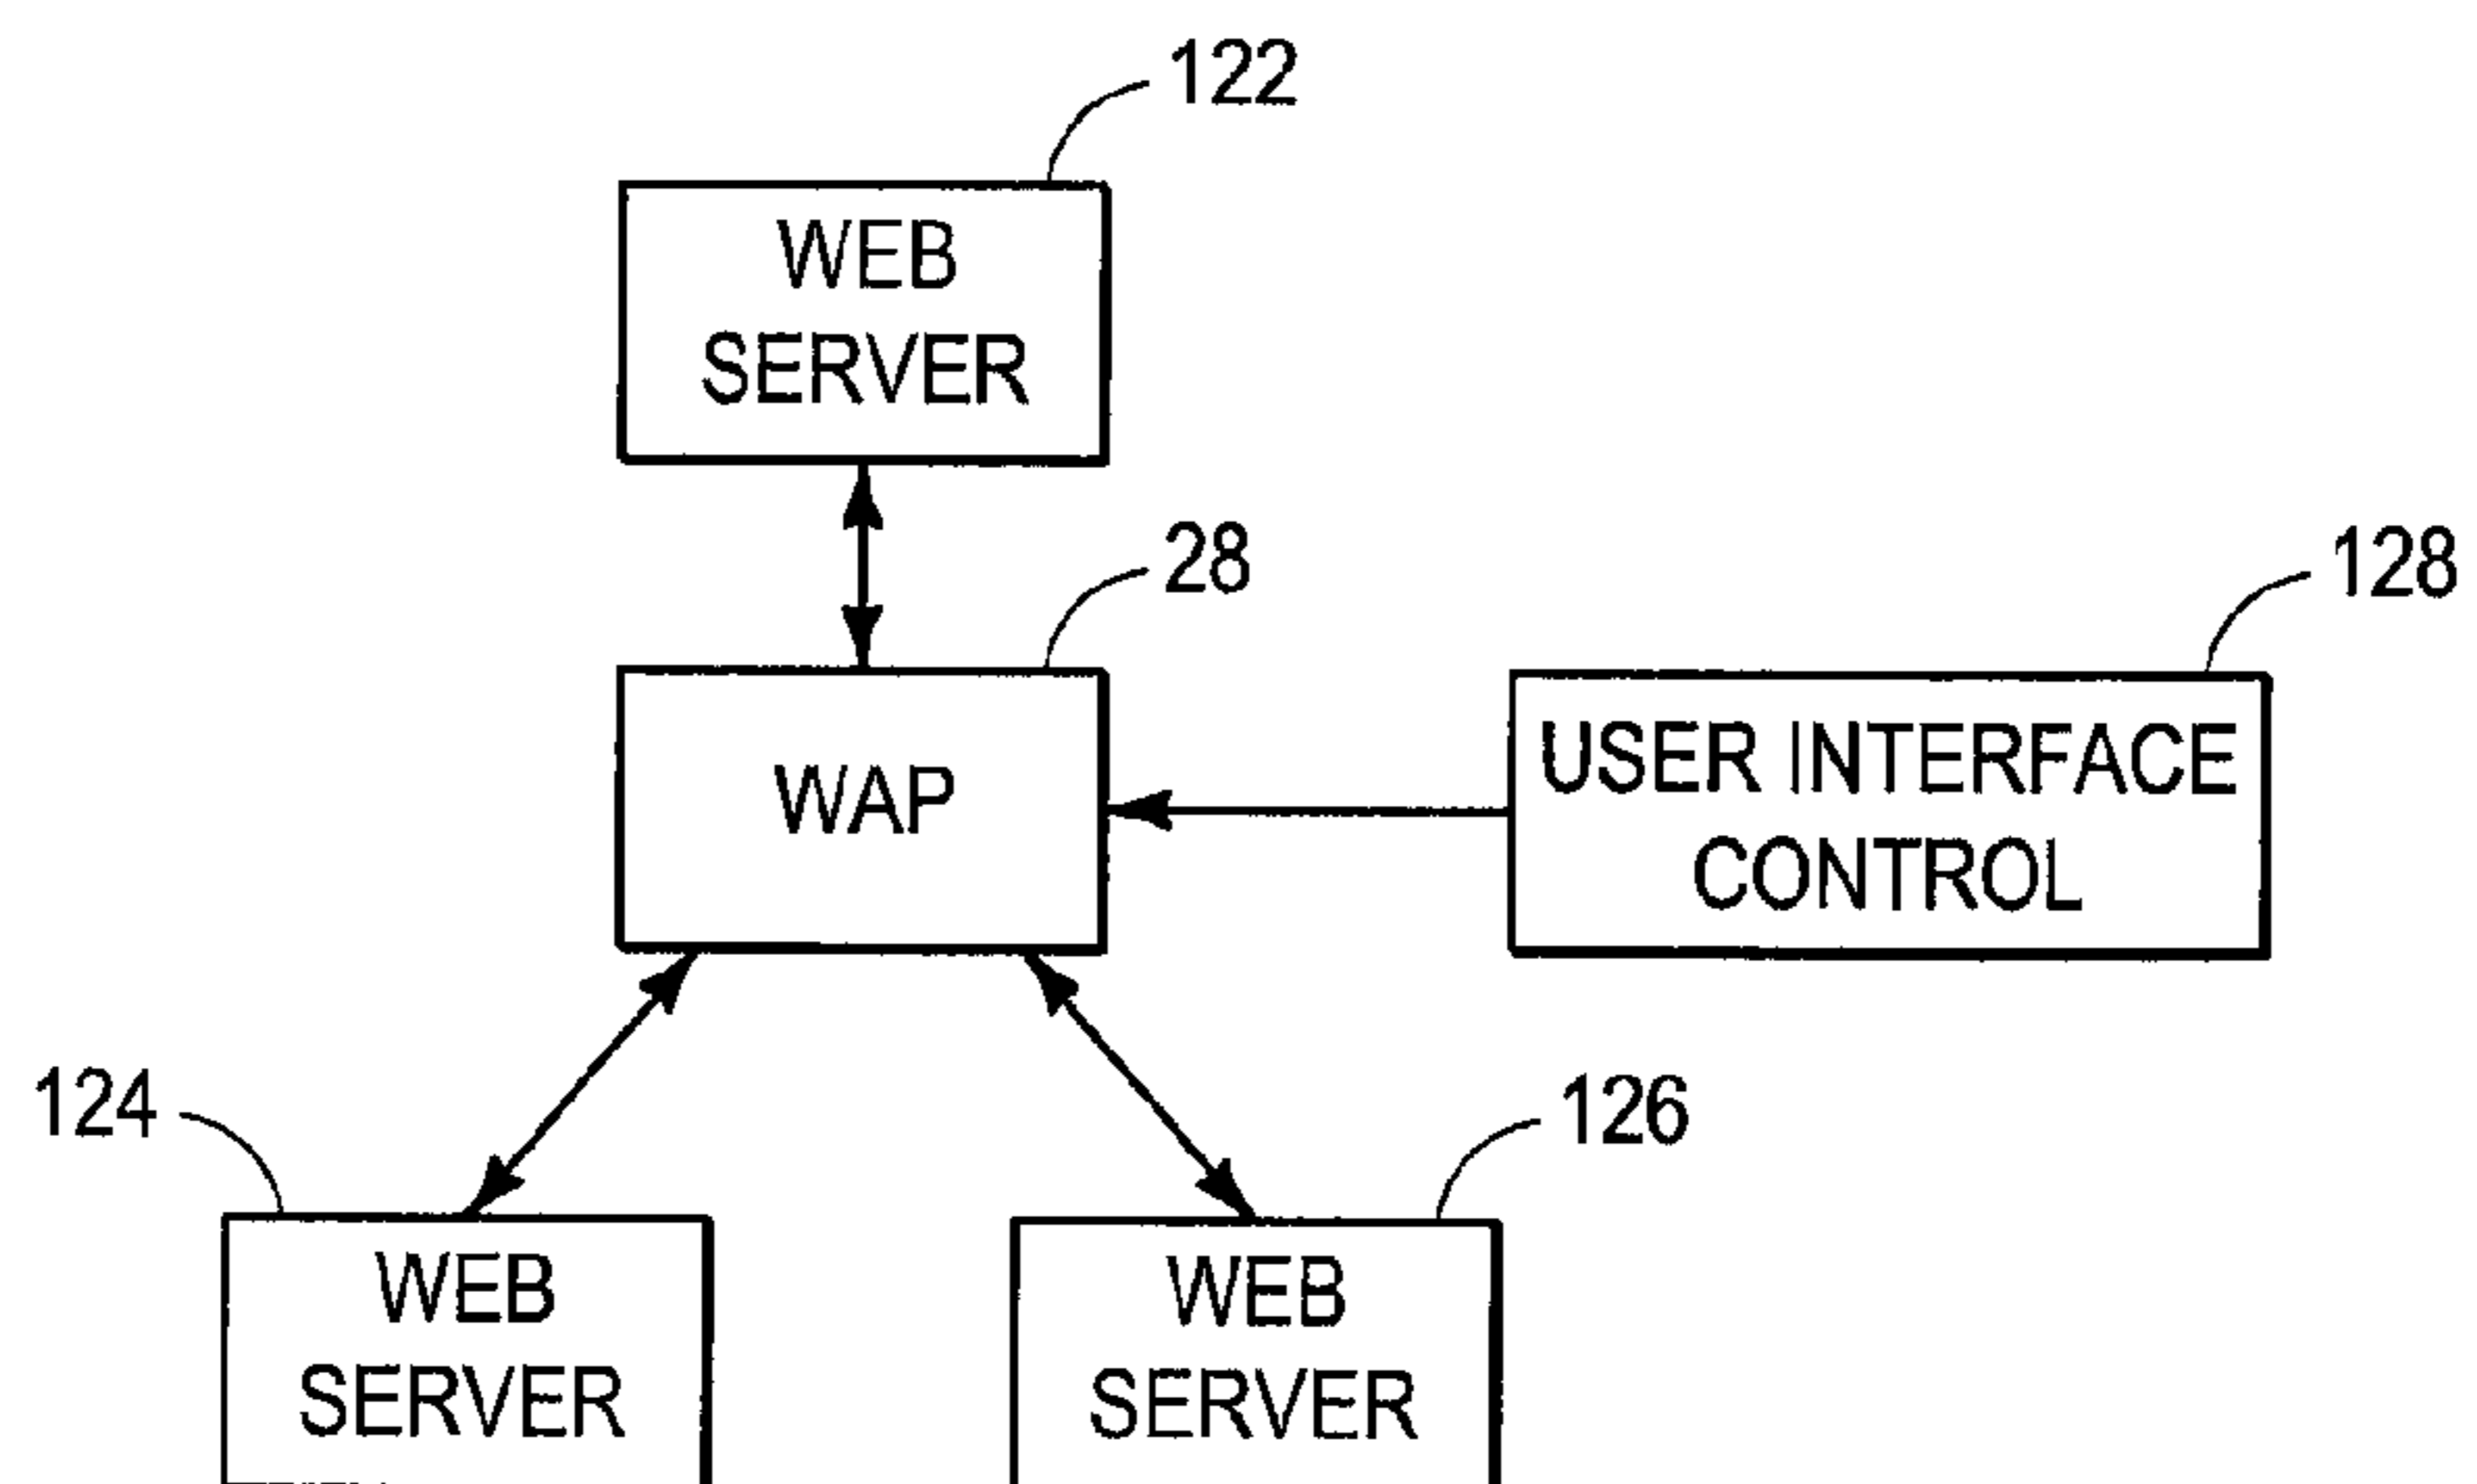 122
WEB
SERVER
28
128
WAP
USER INTERFACE
CONTROL
124
126
WEB
SERVER
WEB
SERVER